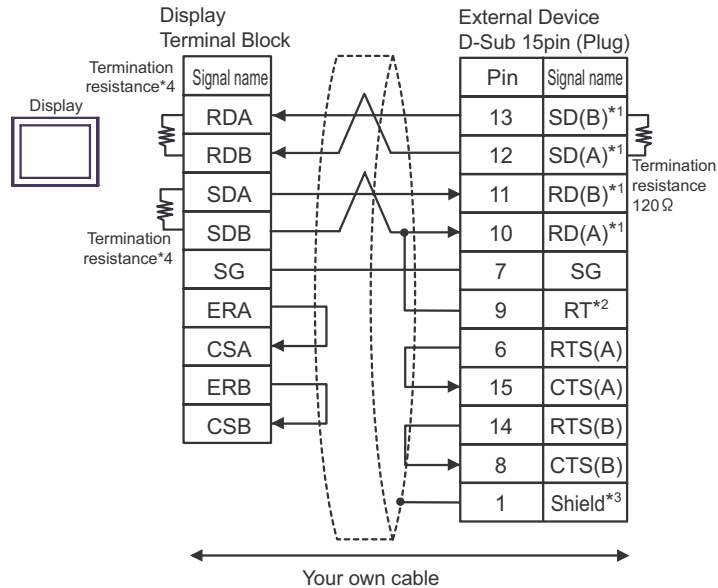 Display
Terminal Block
External Device
D-Sub 15pin (Plug)
Termination
resistance*4
Display
Signal name
RDA
RDB
SDA
SDB
SG
ERA
CSA
ERB
CSB
Termination
resistance*4
Pin Signal name
13 SD(B)*1
12 SD(A)*1
11 RD(B)*1
10 RD(A)*1
7 SG
9 RT*2
6 RTS(A)
15 CTS(A)
14 RTS(B)
8 CTS(B)
1 Shield*3
Termination
resistance
120Ω
Your own cable